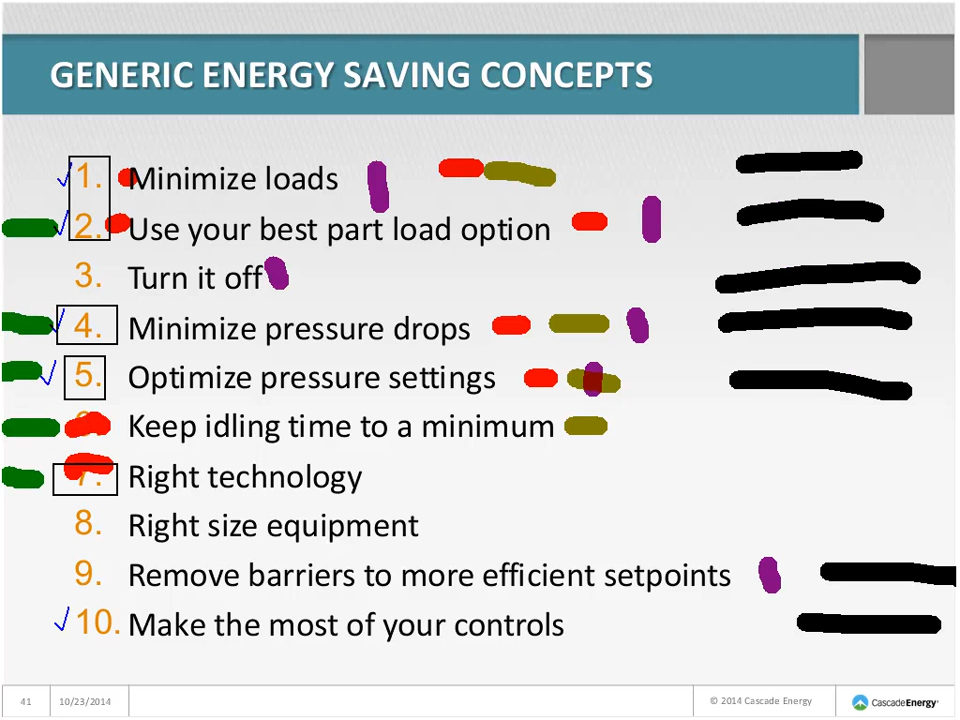 GENERIC ENERGY SAVING CONCEPTS
1. Minimize loads
2. Use your best part load option
3. Turn it off
4. Minimize pressure drops
5. Optimize pressure settings
Keep idling time to a minimum
7. Right technology
8. Right size equipment
9. Remove barriers to more efficient setpoints
10. Make the most of your controls
41 10/23/2014 © 2014 Cascade Energy CascadeEnergy